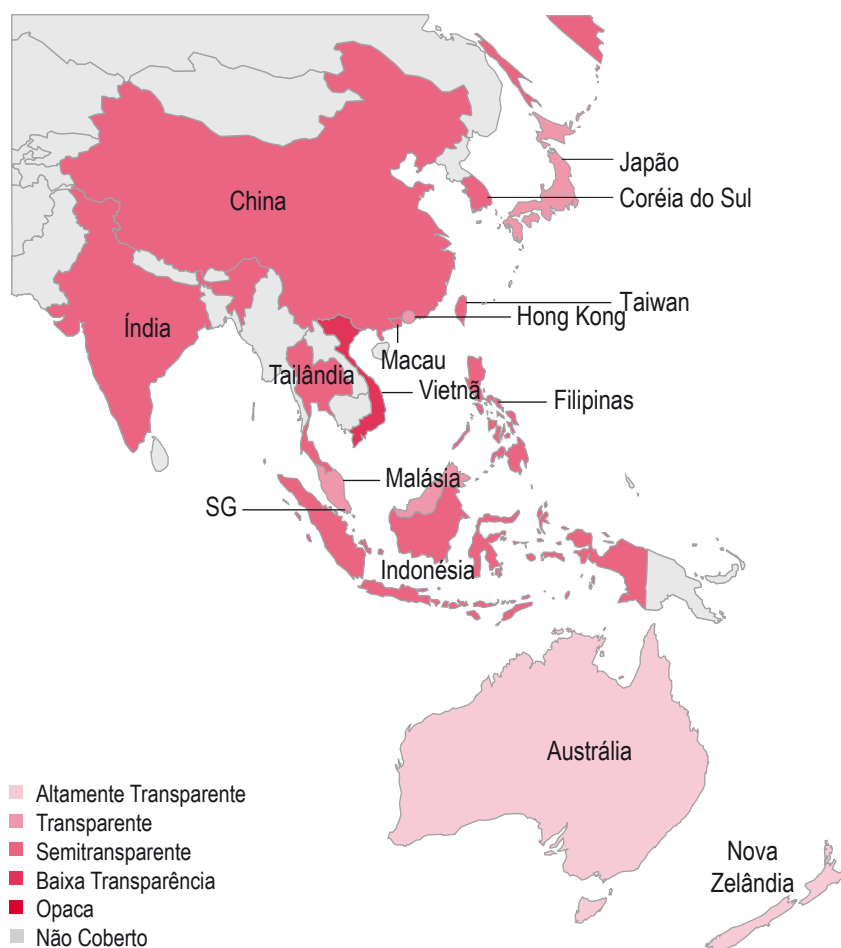 Japão
China
Coréia do Sul
Taiwan
Hong Kong
Índia
Macau
Tailândia
Vietnã
Filipinas
Malásia
SG
Indonésia
Austrália
Altamente Transparente
Transparente
Semitransparente
Baixa Transparência
Opaca
Não Coberto
Nova
Zelândia